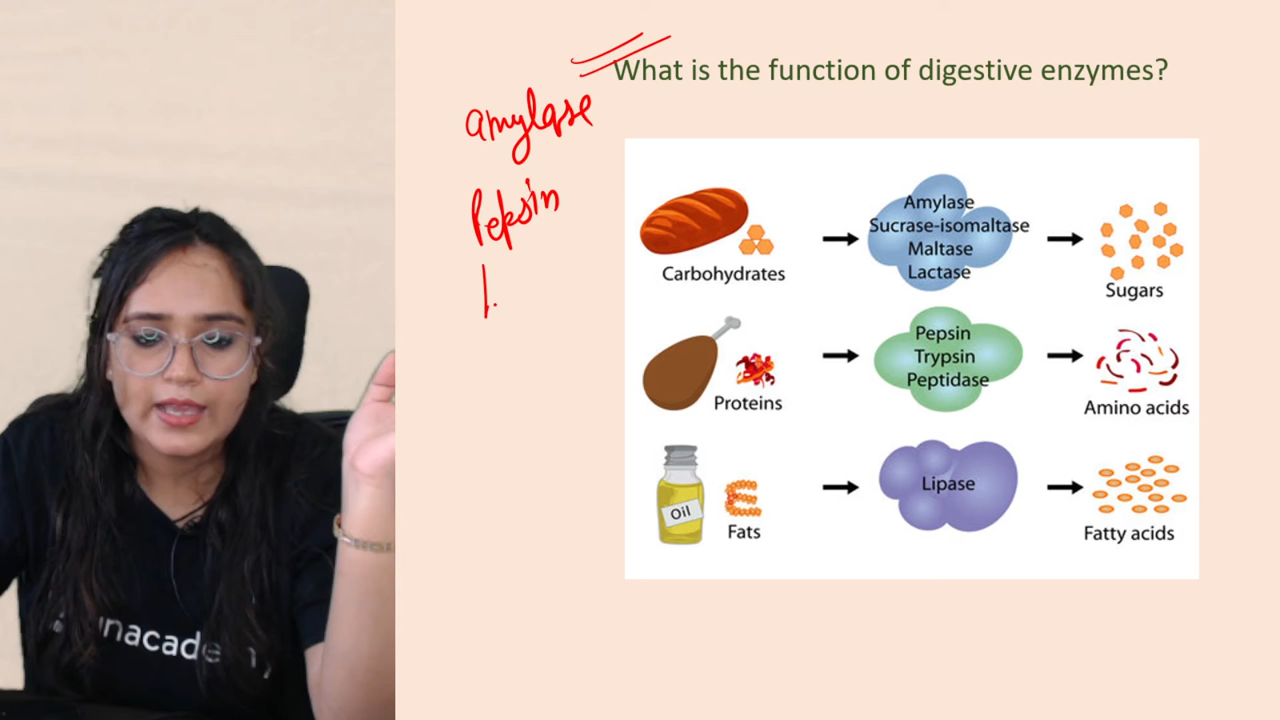 What is the function of digestive enzymes?
amylase
Pepsin
l
Amylase
Sucrase-isomaltase
Maltase
Lactase
Carbohydrates
Sugars
Pepsin
Trypsin
Peptidase
Proteins
Amino acids
Oil
Lipase
Fats
Fatty acids
unacademy